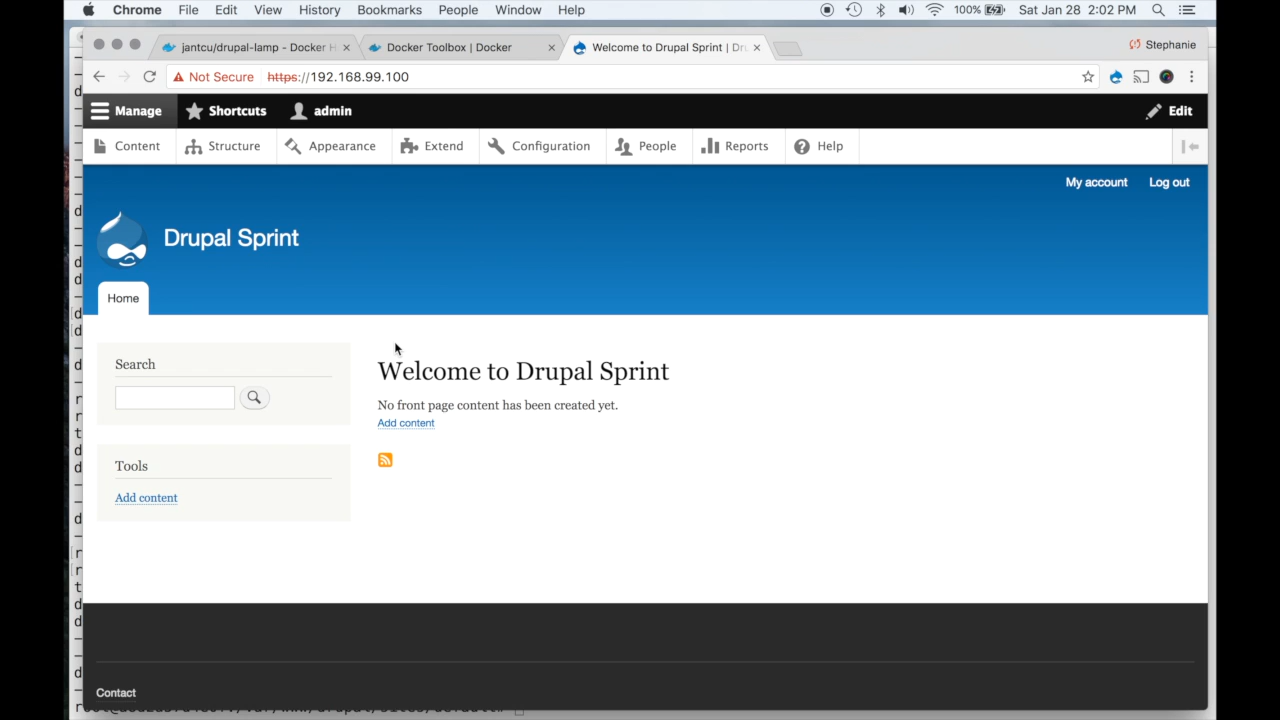 Chrome File Edit View History Bookmarks People Window Help 100% Sat Jan 28 2:02 PM
jantcu/drupal-lamp - Docker H
Docker Toolbox | Docker
Welcome to Drupal Sprint | Dru
Stephanie
Not Secure https://192.168.99.100
Manage Shortcuts admin Edit
Content Structure Appearance Extend Configuration People Reports Help
My account Log out
Drupal Sprint
Home
Search
Welcome to Drupal Sprint
No front page content has been created yet.
Add content
Tools
Add content
Contact